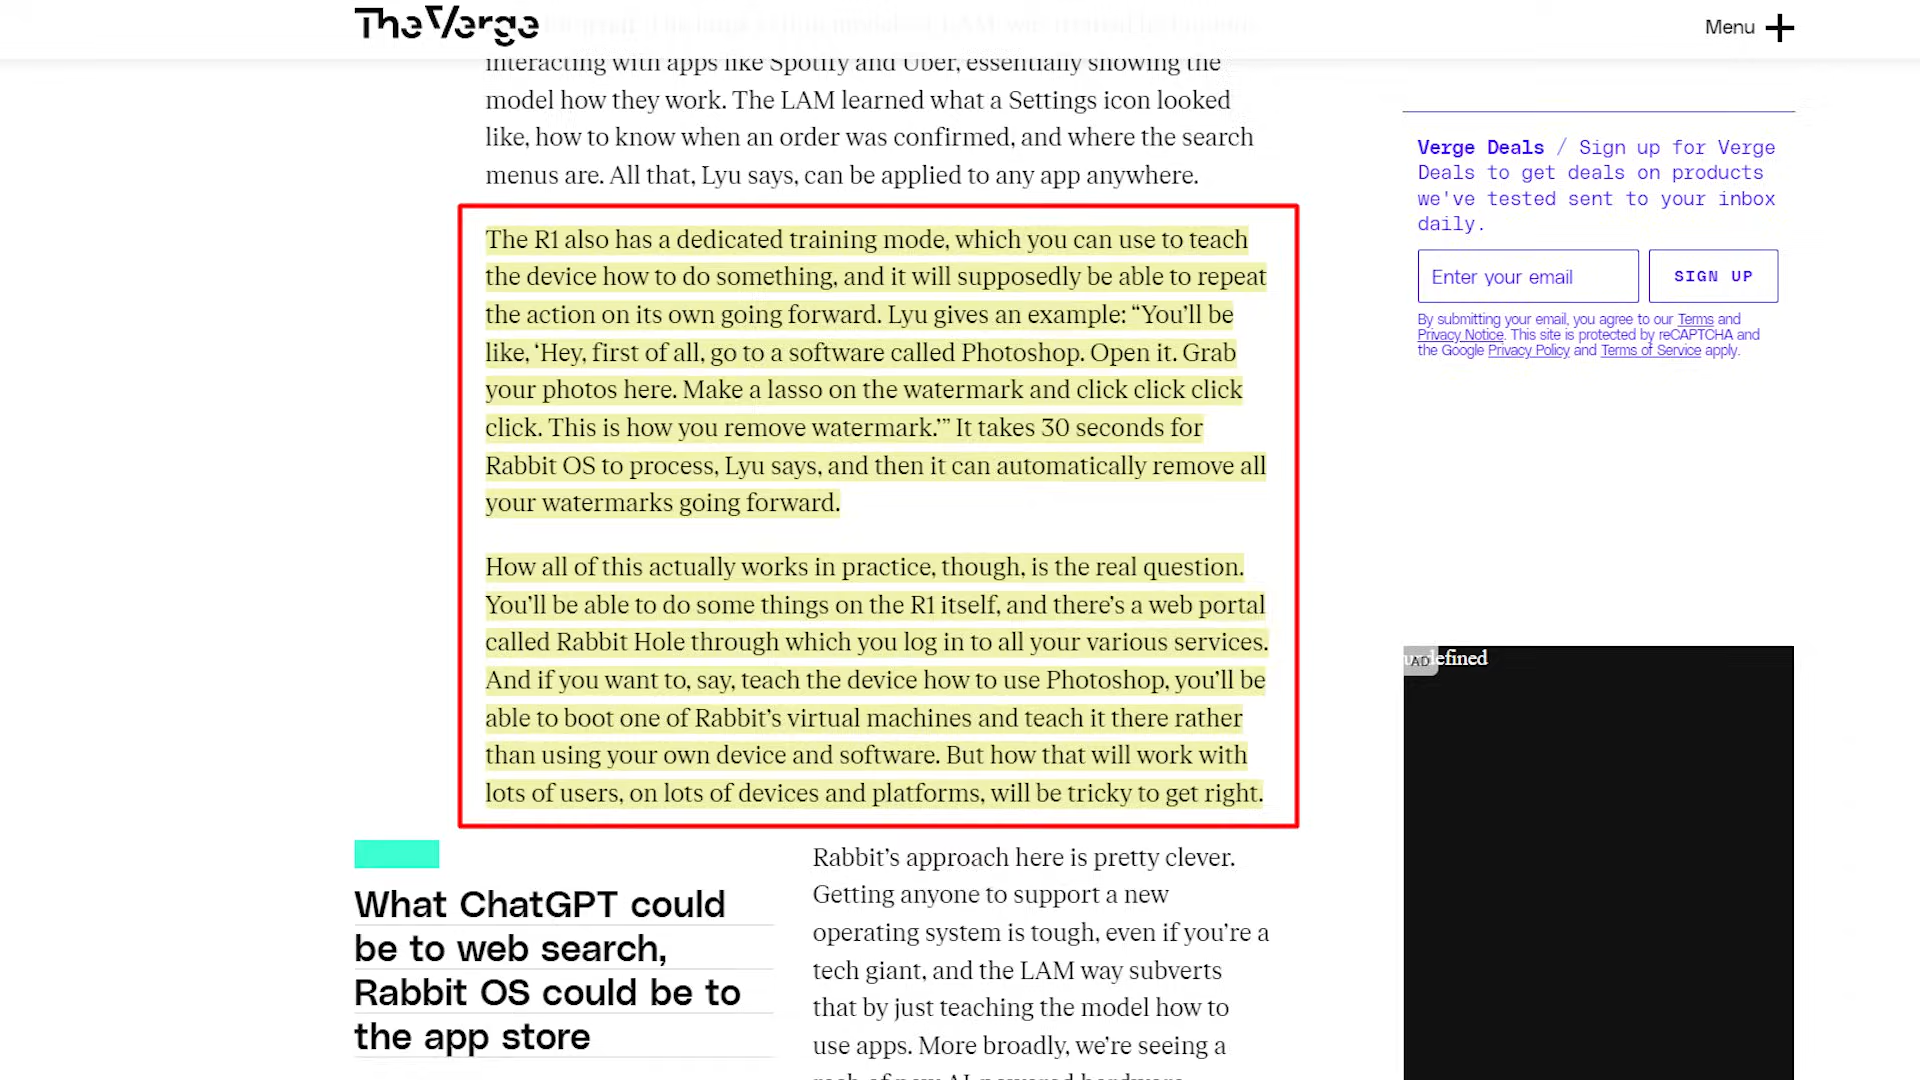 The Verge
Menu
interacting with apps like Spotify and Uber, essentially showing the
model how they work. The LAM learned what a Settings icon looked
like, how to know when an order was confirmed, and where the search
menus are. All that, Lyu says, can be applied to any app anywhere.
The R1 also has a dedicated training mode, which you can use to teach
the device how to do something, and it will supposedly be able to repeat
the action on its own going forward. Lyu gives an example: “You’ll be
like, ‘Hey, first of all, go to a software called Photoshop. Open it. Grab
your photos here. Make a lasso on the watermark and click click click
click. This is how you remove watermark.’” It takes 30 seconds for
Rabbit OS to process, Lyu says, and then it can automatically remove all
your watermarks going forward.
How all of this actually works in practice, though, is the real question.
You’ll be able to do some things on the R1 itself, and there’s a web portal
called Rabbit Hole through which you log in to all your various services.
And if you want to, say, teach the device how to use Photoshop, you’ll be
able to boot one of Rabbit’s virtual machines and teach it there rather
than using your own device and software. But how that will work with
lots of users, on lots of devices and platforms, will be tricky to get right.
What ChatGPT could
be to web search,
Rabbit OS could be to
the app store
Rabbit’s approach here is pretty clever.
Getting anyone to support a new
operating system is tough, even if you’re a
tech giant, and the LAM way subverts
that by just teaching the model how to
use apps. More broadly, we’re seeing a
Verge Deals / Sign up for Verge
Deals to get deals on products
we've tested sent to your inbox
daily.
Enter your email
SIGN UP
By submitting your email, you agree to our Terms and
Privacy Notice. This site is protected by reCAPTCHA and
the Google Privacy Policy and Terms of Service apply.
AD